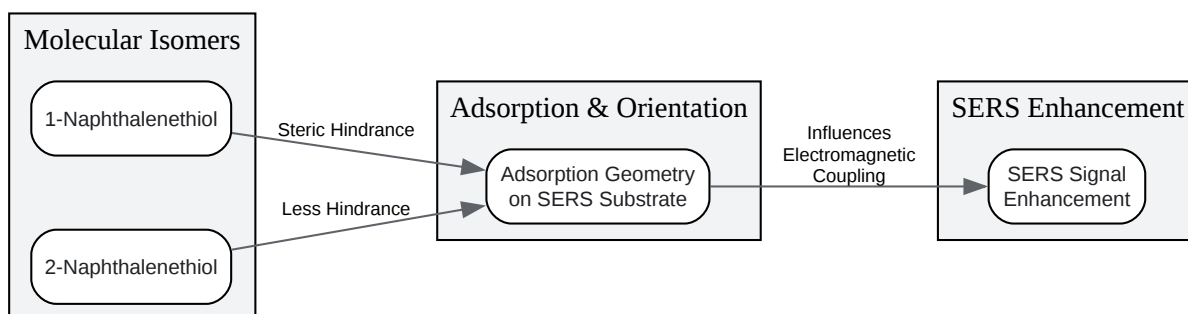 Molecular Isomers
1-Naphthalenethiol
2-Naphthalenethiol
Steric Hindrance
Less Hindrance
Adsorption & Orientation
Adsorption Geometry
on SERS Substrate
Influences
Electromagnetic
Coupling
SERS Enhancement
SERS Signal
Enhancement